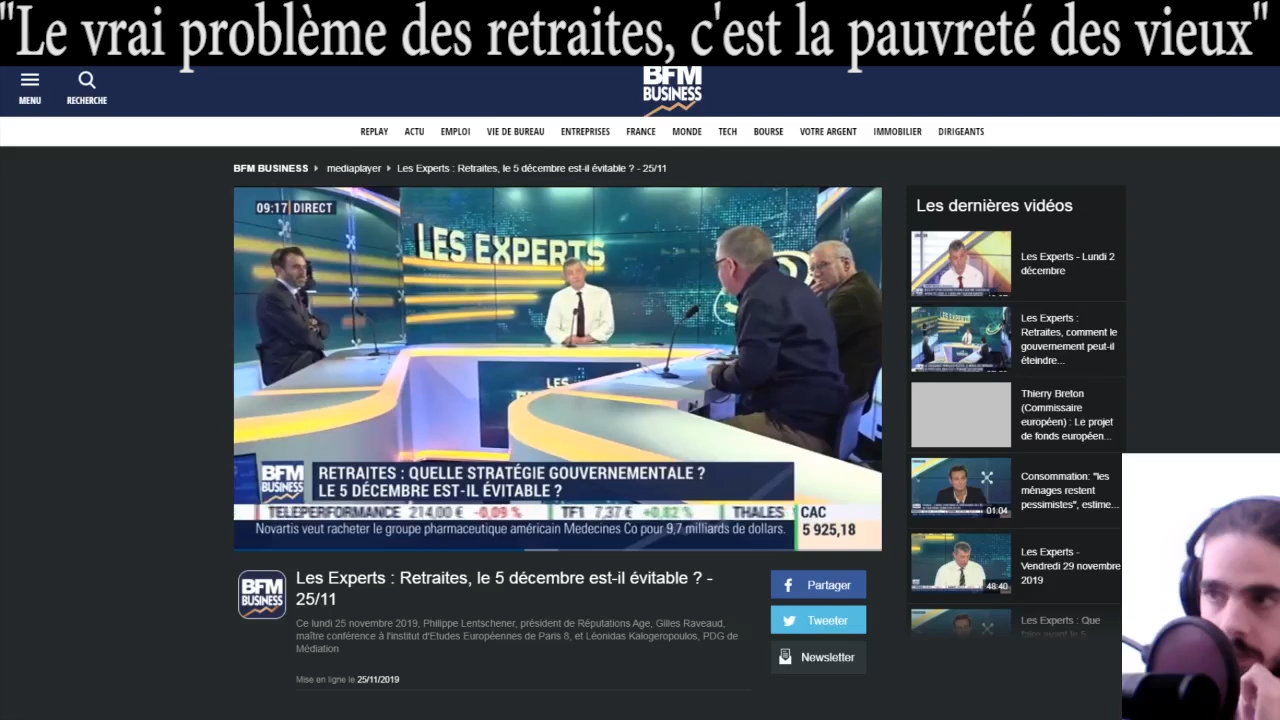 "Le vrai problème des retraites, c'est la pauvreté des vieux"
MENU
RECHERCHE
BFM
BUSINESS
REPLAY ACTU EMPLOI VIE DE BUREAU ENTREPRISES FRANCE MONDE TECH BOURSE VOTRE ARGENT IMMOBILIER DIRIGEANTS
BFM BUSINESS mediaplayer Les Experts : Retraites, le 5 décembre est-il évitable ? - 25/11
09:17 DIRECT
LES EXPERTS
LES
BFM
BUSINESS
RETRAITES : QUELLE STRATÉGIE GOUVERNEMENTALE ?
LE 5 DÉCEMBRE EST-IL ÉVITABLE ?
TELEPERFORMANCE 214,00 € -0,09 % TF1 7,37 € +0,02 % THALES
CAC
5 925,18
Novartis veut racheter le groupe pharmaceutique américain Medecines Co pour 9,7 milliards de dollars.
BFM
BUSINESS
Les Experts : Retraites, le 5 décembre est-il évitable ? -
25/11
Ce lundi 25 novembre 2019, Philippe Lentschener, président de Réputations Age, Gilles Raveaud,
maître conférence à l'institut d'Etudes Européennes de Paris 8, et Léonidas Kalogeropoulos, PDG de
Médiation
Mise en ligne le 25/11/2019
Partager
Tweeter
Newsletter
Les dernières vidéos
Les Experts - Lundi 2
décembre
Les Experts :
Retraites, comment le
gouvernement peut-il
éteindre...
Thierry Breton
(Commissaire
européen) : Le projet
de fonds européen...
Consommation: "les
ménages restent
pessimistes", estime...
01:04
Les Experts -
Vendredi 29 novembre
2019
48:40
Les Experts : Que
faire avant le 5